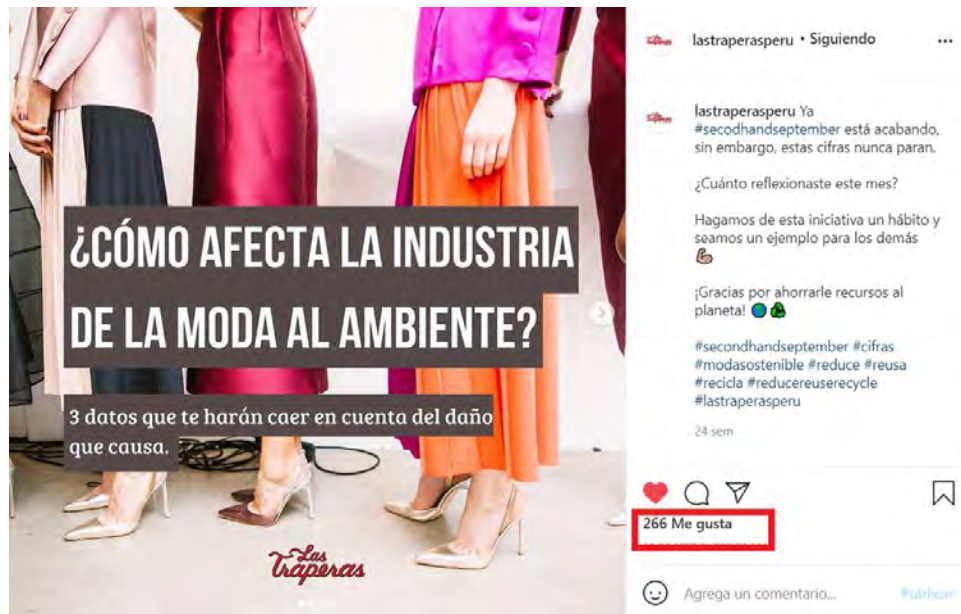 ¿CÓMO AFECTA LA INDUSTRIA
DE LA MODA AL AMBIENTE?
3 datos que te harán caer en cuenta del daño
que causa.
Las
Traperas
lastraperasperu • Siguiendo
lastraperasperu Ya
#secodhandseptember está acabando,
sin embargo, estas cifras nunca paran.
¿Cuánto reflexionaste este mes?
Hagamos de esta iniciativa un hábito y
seamos un ejemplo para los demás
¡Gracias por ahorrarle recursos al
planeta!
#secondhandseptember #cifras
#modasostenible #reduce #reusa
#recicla #reducereuserecycle
#lastraperasperu
24 sem
266 Me gusta
Agrega un comentario... Publicar